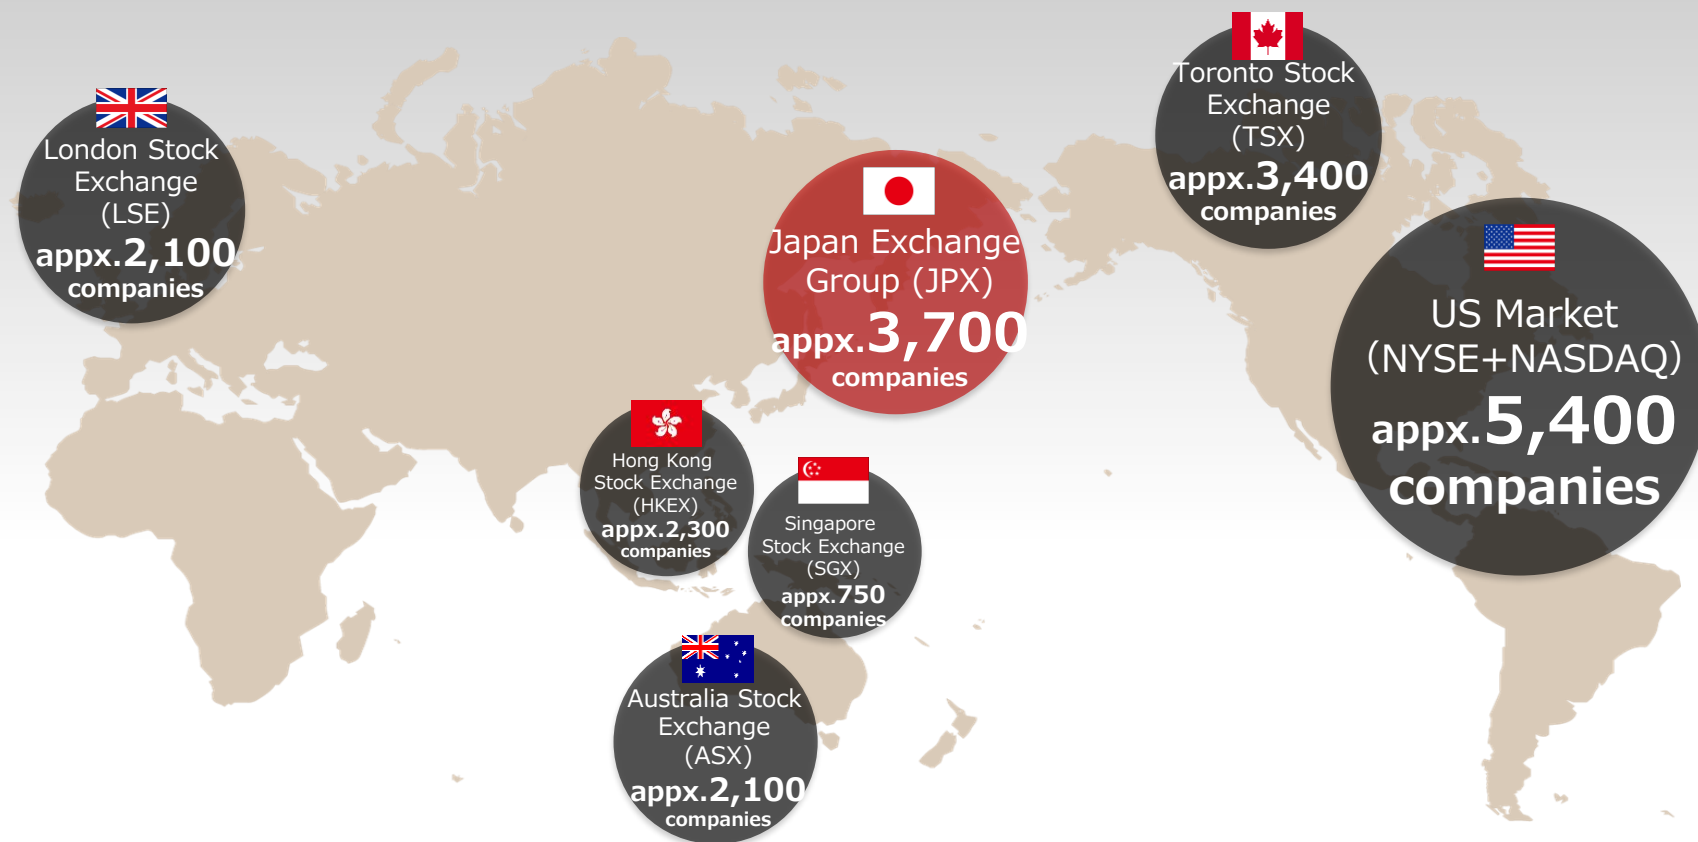 London Stock
Exchange
(LSE)
appx.2,100
companies
Japan Exchange
Group (JPX)
appx.3,700
companies
Toronto Stock
Exchange
(TSX)
appx.3,400
companies
US Market
(NYSE+NASDAQ)
appx.5,400
companies
Hong Kong
Stock Exchange
(HKEX)
appx.2,300
companies
Singapore
Stock Exchange
(SGX)
appx.750
companies
Australia Stock
Exchange
(ASX)
appx.2,100
companies